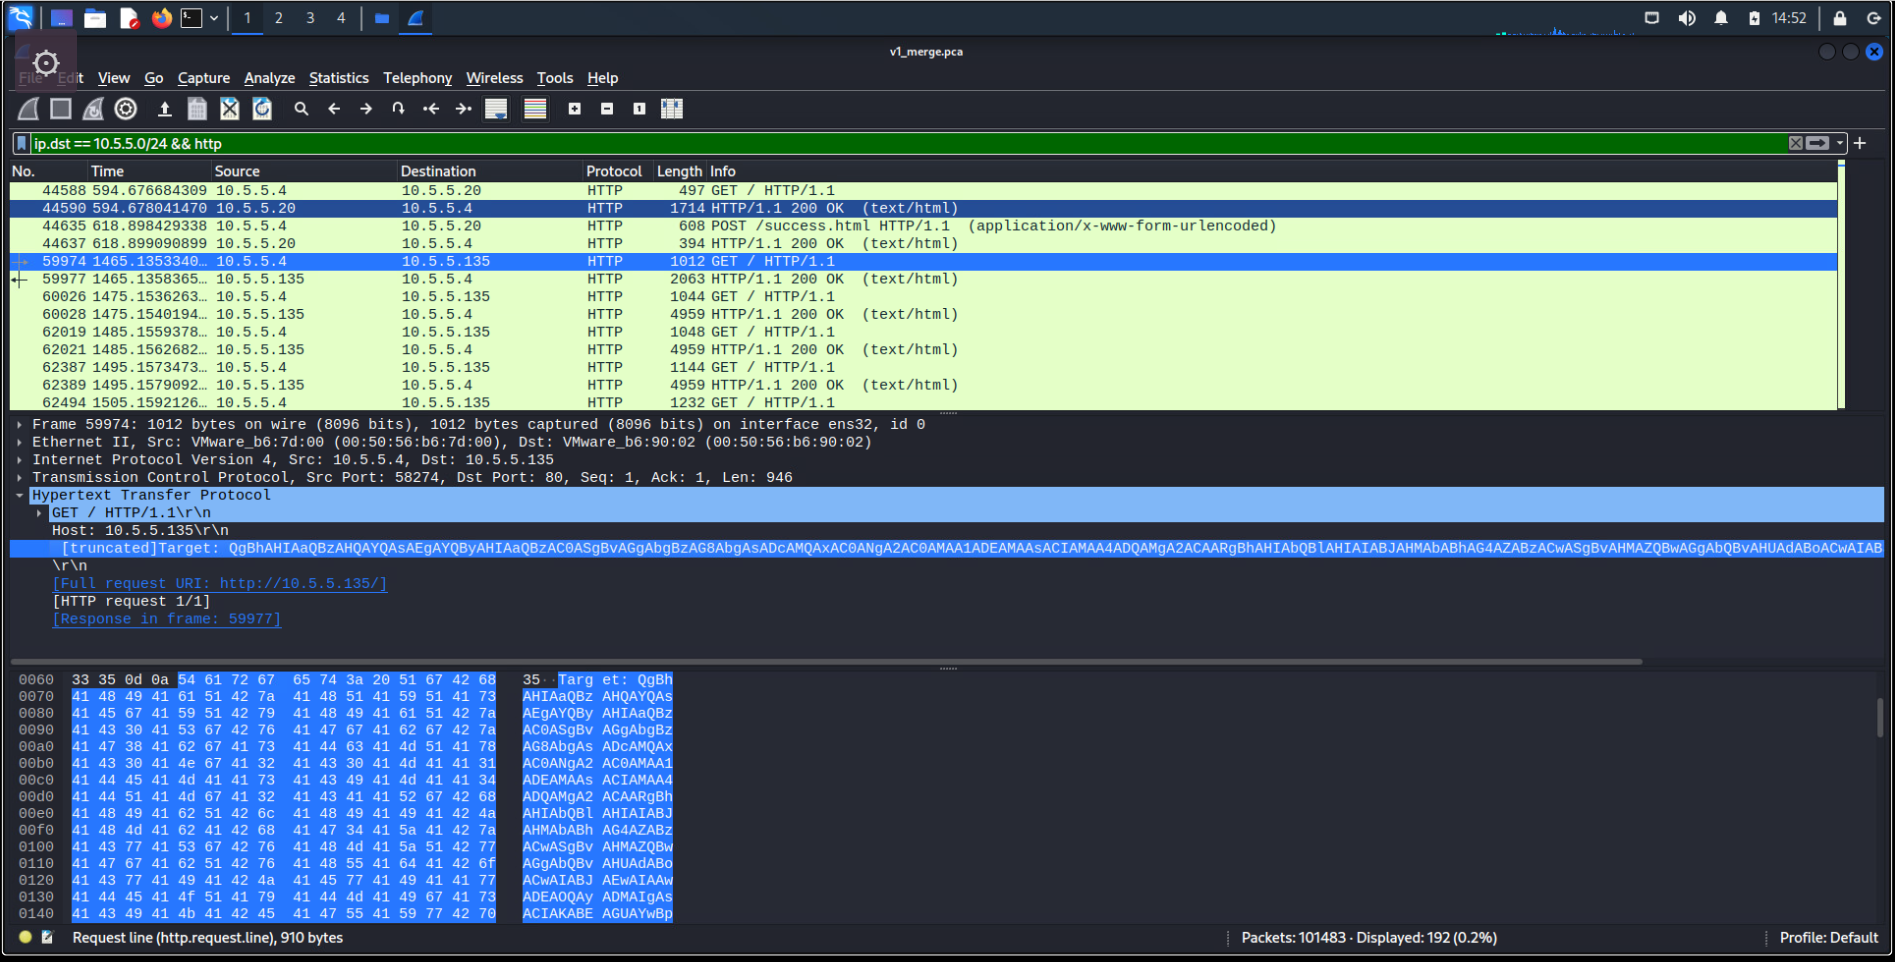 1 2 3 4 14:52
v1_merge.pca
File Edit View Go Capture Analyze Statistics Telephony Wireless Tools Help
ip.dst == 10.5.5.0/24 && http
No. Time Source Destination Protocol Length Info
44588 594.676684309 10.5.5.4 10.5.5.20 HTTP 497 GET / HTTP/1.1
44590 594.678041470 10.5.5.20 10.5.5.4 HTTP 1714 HTTP/1.1 200 OK (text/html)
44635 618.898429338 10.5.5.4 10.5.5.20 HTTP 608 POST /success.html HTTP/1.1 (application/x-www-form-urlencoded)
44637 618.899090899 10.5.5.20 10.5.5.4 HTTP 394 HTTP/1.1 200 OK (text/html)
59974 1465.1353340… 10.5.5.4 10.5.5.135 HTTP 1012 GET / HTTP/1.1
59977 1465.1358365… 10.5.5.135 10.5.5.4 HTTP 2063 HTTP/1.1 200 OK (text/html)
60026 1475.1536263… 10.5.5.4 10.5.5.135 HTTP 1044 GET / HTTP/1.1
60028 1475.1540194… 10.5.5.135 10.5.5.4 HTTP 4959 HTTP/1.1 200 OK (text/html)
62019 1485.1559378… 10.5.5.4 10.5.5.135 HTTP 1048 GET / HTTP/1.1
62021 1485.1562682… 10.5.5.135 10.5.5.4 HTTP 4959 HTTP/1.1 200 OK (text/html)
62387 1495.1573473… 10.5.5.4 10.5.5.135 HTTP 1144 GET / HTTP/1.1
62389 1495.1579092… 10.5.5.135 10.5.5.4 HTTP 4959 HTTP/1.1 200 OK (text/html)
62494 1505.1592126… 10.5.5.4 10.5.5.135 HTTP 1232 GET / HTTP/1.1
Frame 59974: 1012 bytes on wire (8096 bits), 1012 bytes captured (8096 bits) on interface ens32, id 0
Ethernet II, Src: VMware_b6:7d:00 (00:50:56:b6:7d:00), Dst: VMware_b6:90:02 (00:50:56:b6:90:02)
Internet Protocol Version 4, Src: 10.5.5.4, Dst: 10.5.5.135
Transmission Control Protocol, Src Port: 58274, Dst Port: 80, Seq: 1, Ack: 1, Len: 946
Hypertext Transfer Protocol
GET / HTTP/1.1\r\n
Host: 10.5.5.135\r\n
[truncated]Target: QgBhAHIAaQBzAHQAYQAsAEgAYQByAHIAaQBzAC0ASgBvAGgAbgBzAG8AbgAsADcAMQAxAC0ANgA2AC0AMAA1ADEAMAAsACIAMAA4ADQAMgA2ACAARgBhAHIAbQBlAHIAIABJAHMAbABhAG4AZABzACwASgBvAHMAZQBwAGgAbQBvAHUAdABoACwAIAB
\r\n
[Full request URI: http://10.5.5.135/]
[HTTP request 1/1]
[Response in frame: 59977]
0060 33 35 0d 0a 54 61 72 67 65 74 3a 20 51 67 42 68 35··Targ et: QgBh
0070 41 48 49 41 61 51 42 7a 41 48 51 41 59 51 41 73 AHIAaQBz AHQAYQAs
0080 41 45 67 41 59 51 42 79 41 48 49 41 61 51 42 7a AEgAYQBy AHIAaQBz
0090 41 43 30 41 53 67 42 76 41 47 67 41 62 67 42 7a AC0ASgBv AGgAbgBz
00a0 41 47 38 41 62 67 41 73 41 44 63 41 4d 51 41 78 AG8AbgAs ADcAMQAx
00b0 41 43 30 41 4e 67 41 32 41 43 30 41 4d 41 41 31 AC0ANgA2 AC0AMAA1
00c0 41 44 45 41 4d 41 41 73 41 43 49 41 4d 41 41 34 ADEAMAAs ACIAMAA4
00d0 41 44 51 41 4d 67 41 32 41 43 41 41 52 67 42 68 ADQAMgA2 ACAARgBh
00e0 41 48 49 41 62 51 42 6c 41 48 49 41 49 41 42 4a AHIAbQBl AHIAIABJ
00f0 41 48 4d 41 62 41 42 68 41 47 34 41 5a 41 42 7a AHMAbABh AG4AZABz
0100 41 43 77 41 53 67 42 76 41 48 4d 41 5a 51 42 77 ACwASgBv AHMAZQBw
0110 41 47 67 41 62 51 42 76 41 48 55 41 64 41 42 6f AGgAbQBv AHUAdABo
0120 41 43 77 41 49 41 42 4a 41 45 77 41 49 41 41 77 ACwAIABJ AEwAIAAw
0130 41 44 45 41 4f 51 41 79 41 44 4d 41 49 67 41 73 ADEAOQAy ADMAIgAs
0140 41 43 49 41 4b 41 42 45 41 47 55 41 59 77 42 70 ACIAKABE AGUAYwBp
Request line (http.request.line), 910 bytes Packets: 101483 · Displayed: 192 (0.2%) Profile: Default